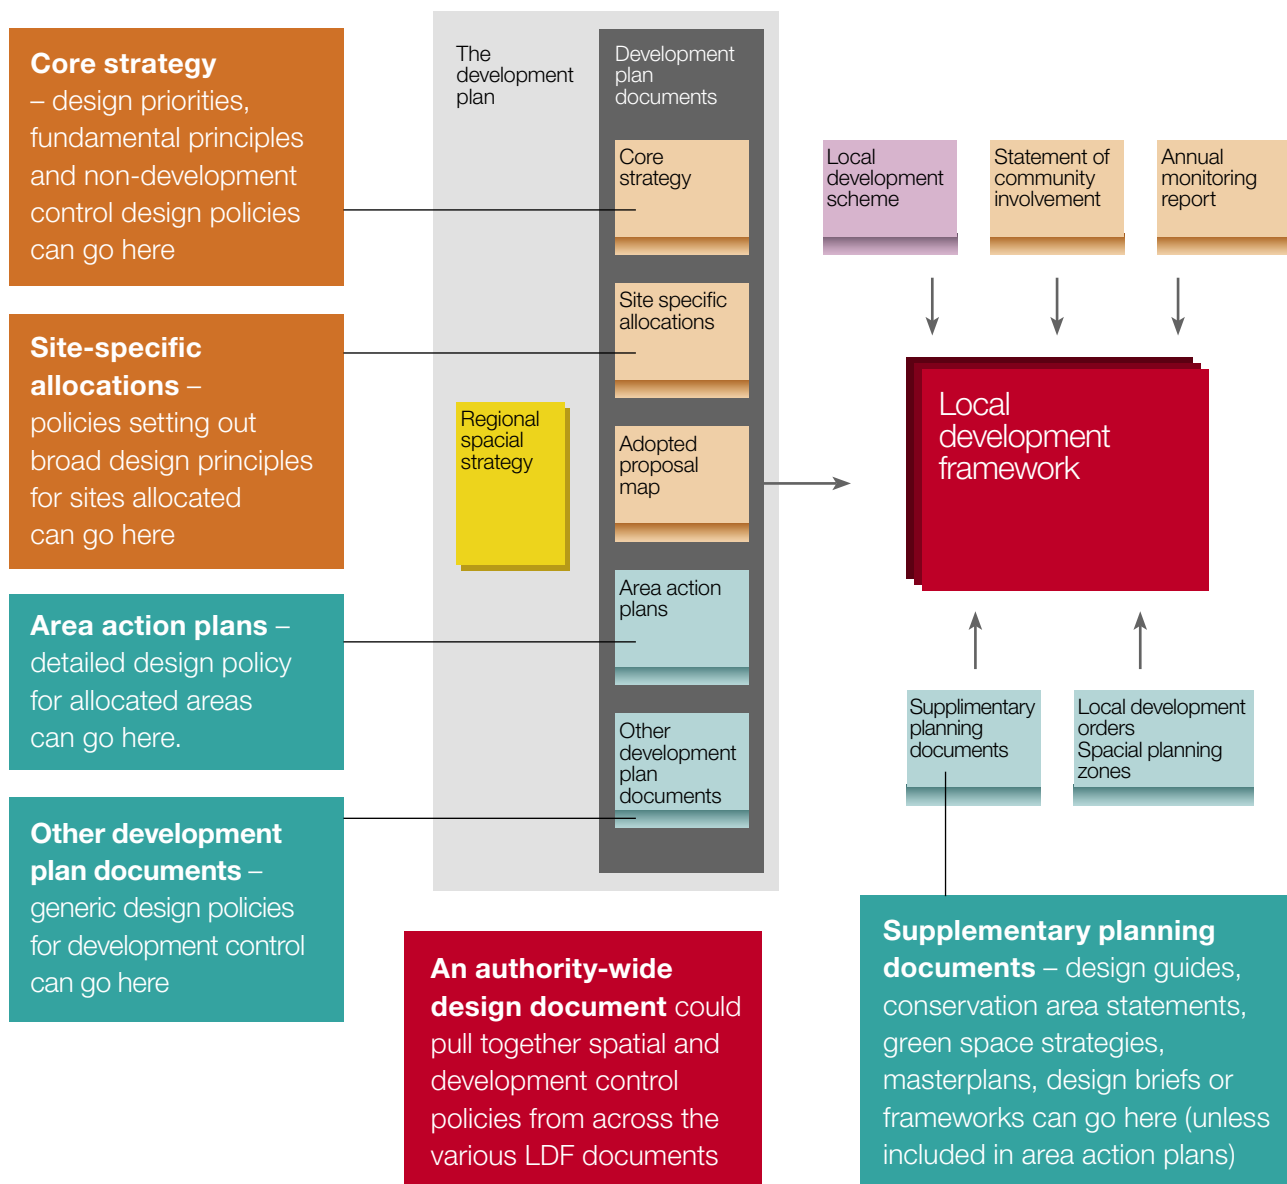 Core strategy
– design priorities,
fundamental principles
and non-development
control design policies
can go here
Site-specific
allocations –
policies setting out
broad design principles
for sites allocated
can go here
Area action plans –
detailed design policy
for allocated areas
can go here.
Other development
plan documents –
generic design policies
for development control
can go here
The
development
plan
Regional
spacial
strategy
Development
plan
documents
Core
strategy
Site specific
allocations
Adopted
proposal
map
Area action
plans
Other
development
plan
documents
Local
development
scheme
Statement of
community
involvement
Annual
monitoring
report
Local
development
framework
Supplimentary
planning
documents
Local development
orders
Spacial planning
zones
An authority-wide
design document could
pull together spatial and
development control
policies from across the
various LDF documents
Supplementary planning
documents – design guides,
conservation area statements,
green space strategies,
masterplans, design briefs or
frameworks can go here (unless
included in area action plans)